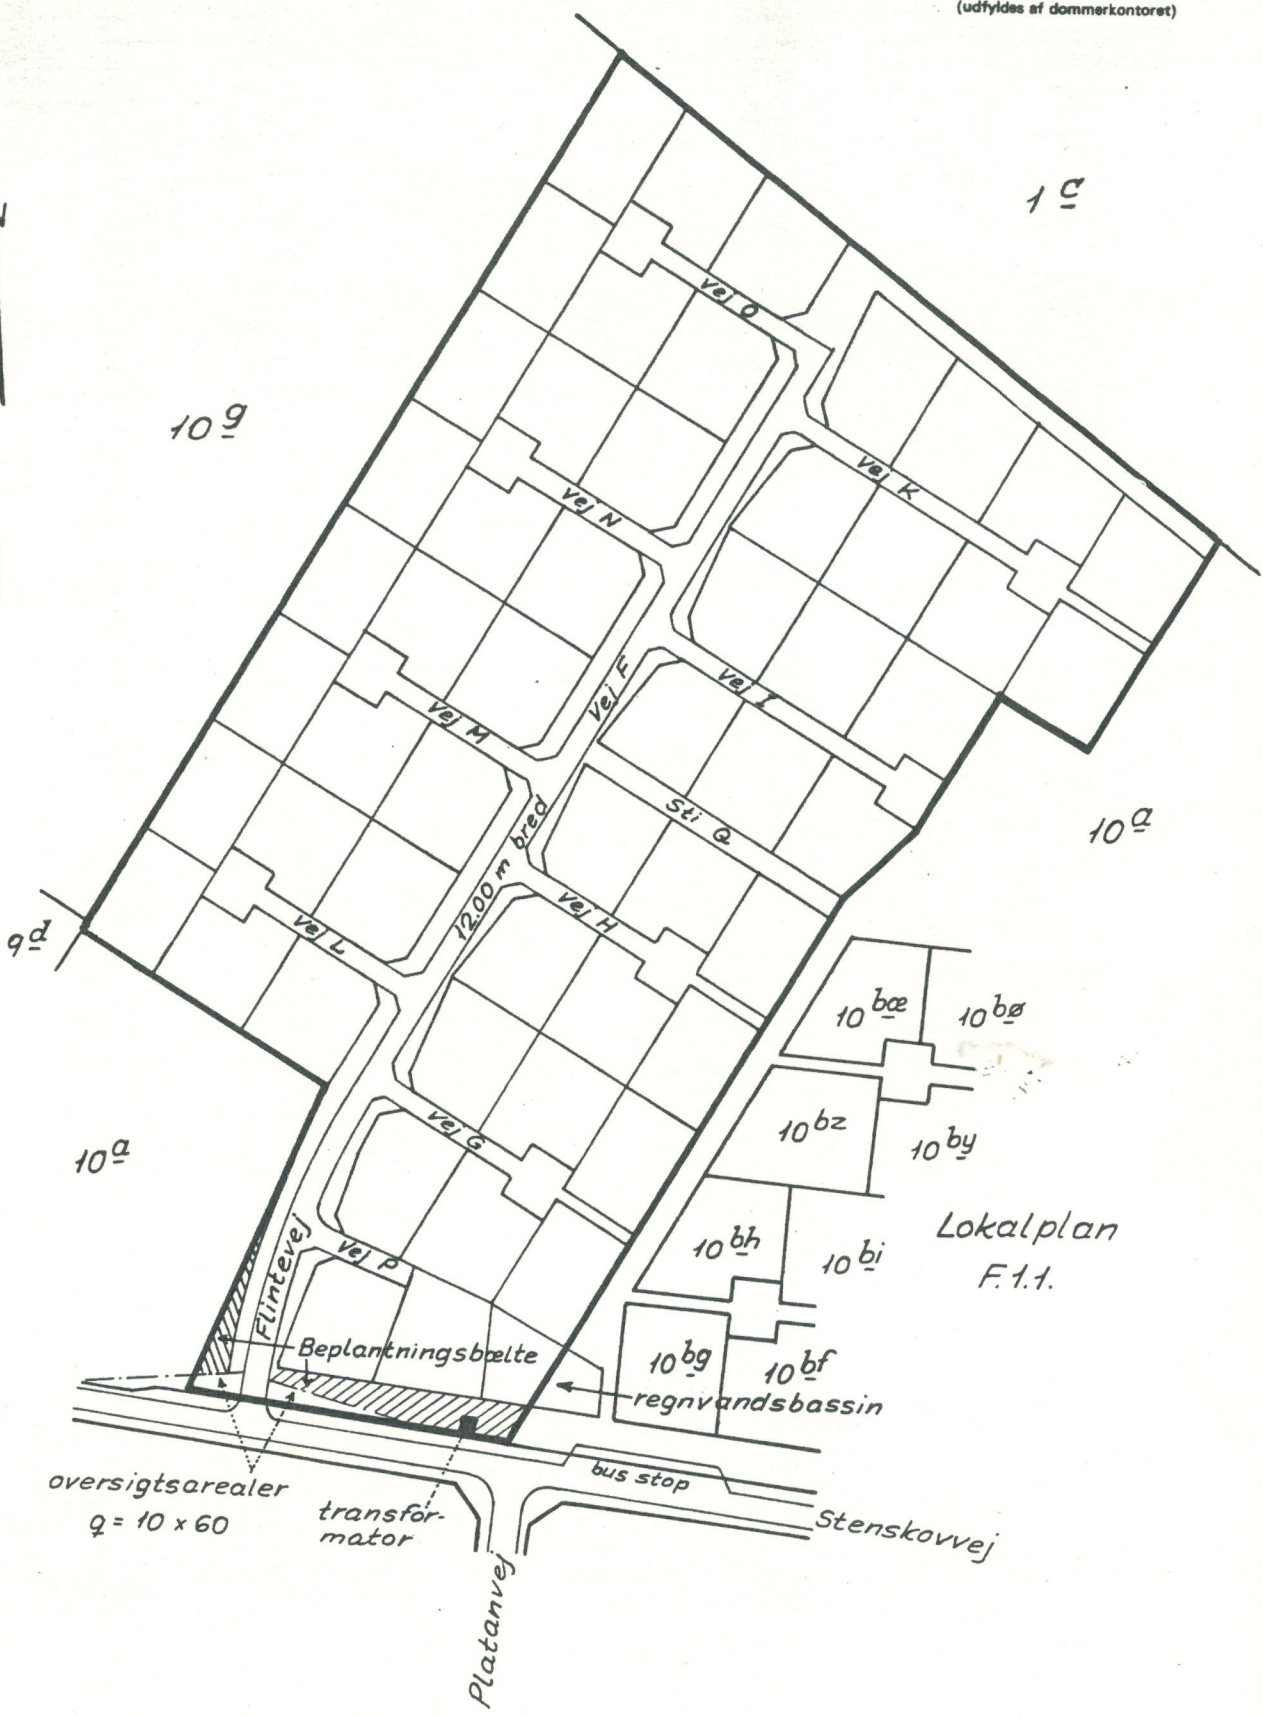 (udfyldes af dommerkontoret)
1 c
Vej O
10 g
Vej K
Vej N
Vej F
Vej I
Vej M
Sti Q
10 a
12.00 m bred
Vej H
9 d
Vej L
10 bæ
10 bø
Vej G
10 bz
10 by
10 a
Lokalplan
F.1.1.
10 bh
10 bi
Vej P
Flintevej
Beplantningsbælte
10 bg
10 bf
regnvandsbassin
bus stop
oversigtsarealer
q = 10 x 60
transfor-
mator
Stenskovvej
Platanvej